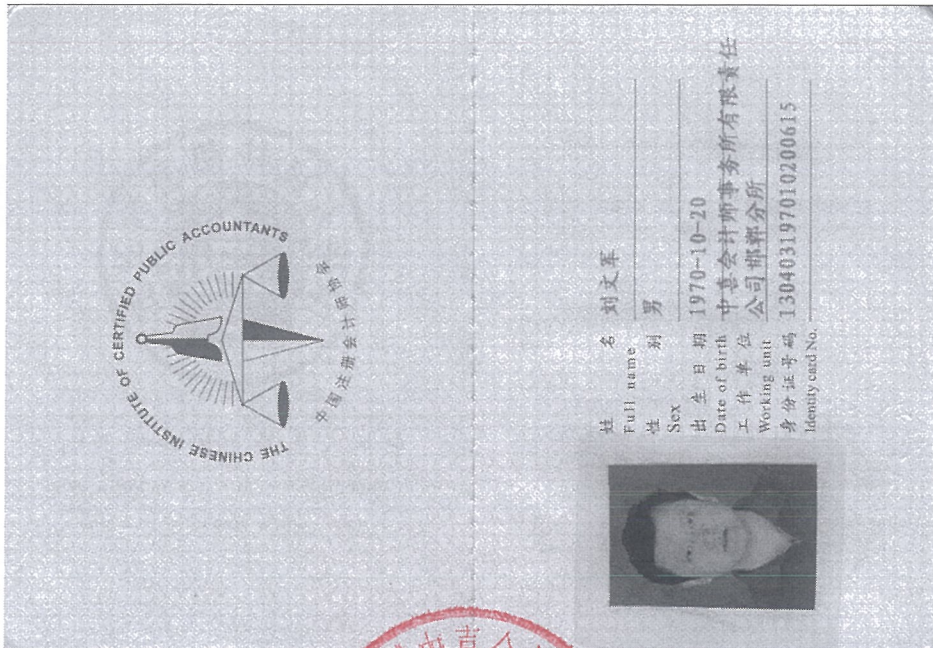 THE CHINESE INSTITUTE OF CERTIFIED PUBLIC ACCOUNTANTS
中国注册会计师协会
姓 名 刘文军
Full name
性 别 男
Sex
出 生 日 期 1970-10-20
Date of birth
工 作 单 位 中喜会计师事务所有限责任
公司邯郸分所
Working unit
身 份 证 号 码 130403197010200615
Identity card No.